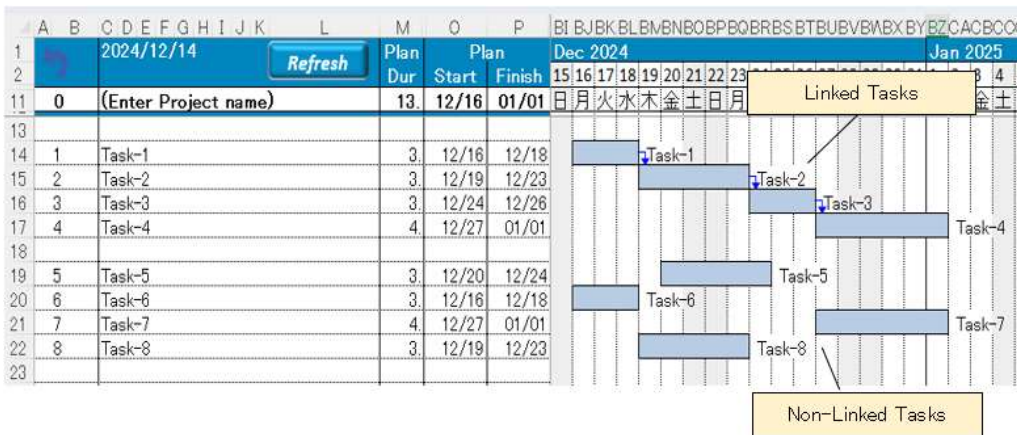 A B C D E F G H I J K L M O P BI BJ BK BL BM BN BO BP BQ BR BS BT BU BV BW BX BY BZ CA CB CC
1 2024/12/14 Refresh Plan Plan Dec 2024 Jan 2025
2 Dur Start Finish 15 16 17 18 19 20 21 22 23 4
11 0 (Enter Project name) 13. 12/16 01/01 日 月 火 水 木 金 土 日 月 金 土
Linked Tasks
13
14 1 Task-1 3. 12/16 12/18 Task-1
15 2 Task-2 3. 12/19 12/23 Task-2
16 3 Task-3 3. 12/24 12/26 Task-3
17 4 Task-4 4. 12/27 01/01 Task-4
18
19 5 Task-5 3. 12/20 12/24 Task-5
20 6 Task-6 3. 12/16 12/18 Task-6
21 7 Task-7 4. 12/27 01/01 Task-7
22 8 Task-8 3. 12/19 12/23 Task-8
23
Non-Linked Tasks